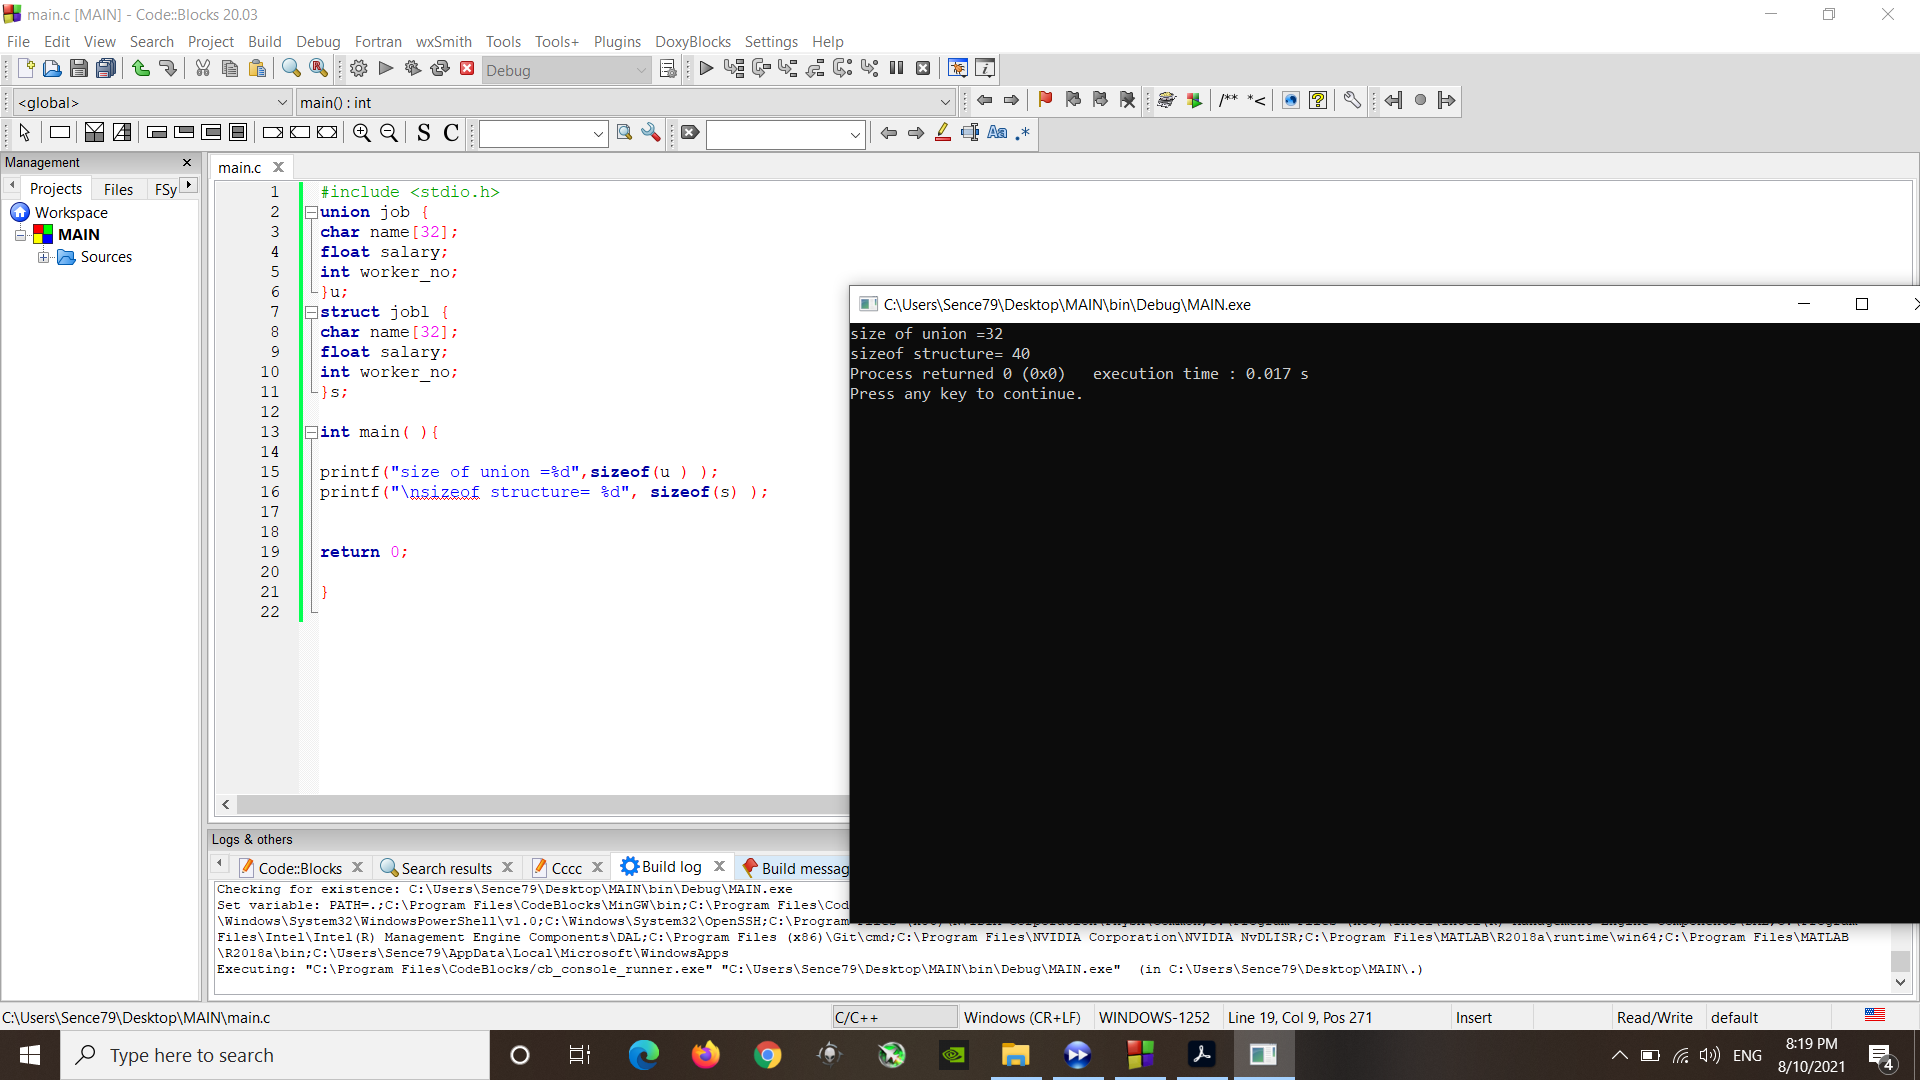 main.c [MAIN] - Code::Blocks 20.03
File Edit View Search Project Build Debug Fortran wxSmith Tools Tools+ Plugins DoxyBlocks Settings Help
Debug
<global> main() : int
/** *<
S C Aa .*
Management
main.c
Projects Files FSy
Workspace
MAIN
Sources
1 #include <stdio.h>
2 union job {
3 char name[32];
4 float salary;
5 int worker_no;
6 }u;
7 struct job1 {
8 char name[32];
9 float salary;
10 int worker_no;
11 }s;
12
13 int main( ){
14
15 printf("size of union =%d",sizeof(u ) );
16 printf("\nsizeof structure= %d", sizeof(s) );
17
18
19 return 0;
20
21 }
22
C:\Users\Sence79\Desktop\MAIN\bin\Debug\MAIN.exe
size of union =32
sizeof structure= 40
Process returned 0 (0x0)   execution time : 0.017 s
Press any key to continue.
Logs & others
Code::Blocks Search results Cccc Build log Build messag
Checking for existence: C:\Users\Sence79\Desktop\MAIN\bin\Debug\MAIN.exe
Set variable: PATH=.;C:\Program Files\CodeBlocks\MinGW\bin;C:\Program Files\Cod
\Windows\System32\WindowsPowerShell\v1.0;C:\Windows\System32\OpenSSH;C:\Program
Files\Intel\Intel(R) Management Engine Components\DAL;C:\Program Files (x86)\Git\cmd;C:\Program Files\NVIDIA Corporation\NVIDIA NvDLISR;C:\Program Files\MATLAB\R2018a\runtime\win64;C:\Program Files\MATLAB
\R2018a\bin;C:\Users\Sence79\AppData\Local\Microsoft\WindowsApps
Executing: "C:\Program Files\CodeBlocks/cb_console_runner.exe" "C:\Users\Sence79\Desktop\MAIN\bin\Debug\MAIN.exe"  (in C:\Users\Sence79\Desktop\MAIN\.)
C:\Users\Sence79\Desktop\MAIN\main.c C/C++ Windows (CR+LF) WINDOWS-1252 Line 19, Col 9, Pos 271 Insert Read/Write default
Type here to search
ENG
8:19 PM
8/10/2021
4